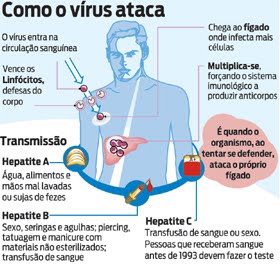 Como o vírus ataca
O vírus entra na
circulação sanguínea
Vence os
Linfócitos,
defesas do
corpo
Chega ao fígado
onde infecta mais
células
Multiplica-se,
forçando o sistema
imunológico a
produzir anticorpos
É quando o
organismo, ao
tentar se defender,
ataca o próprio
fígado
Transmissão
Hepatite A
Água, alimentos e
mãos mal lavadas
ou sujas de fezes
Hepatite B
Sexo, seringas e agulhas; piercing,
tatuagem e manicure com
materiais não esterilizados;
transfusão de sangue
Hepatite C
Transfusão de sangue ou sexo.
Pessoas que receberam sangue
antes de 1993 devem fazer o teste